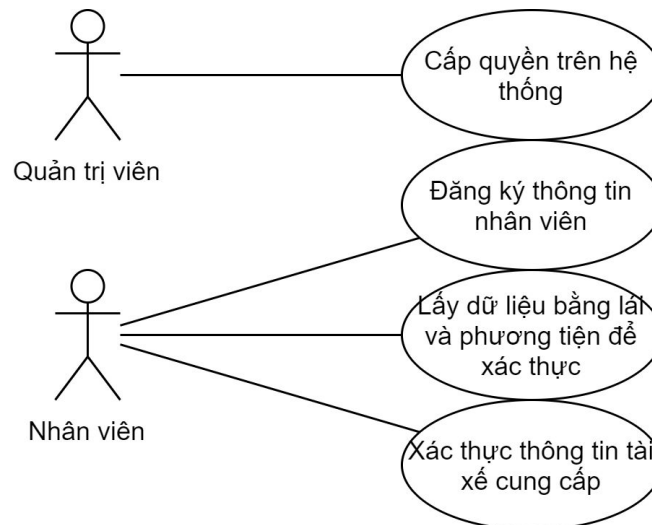 Cấp quyền trên hệ
thống
Quản trị viên
Đăng ký thông tin
nhân viên
Lấy dữ liệu bằng lái
và phương tiện để
xác thực
Nhân viên
Xác thực thông tin tài
xế cung cấp